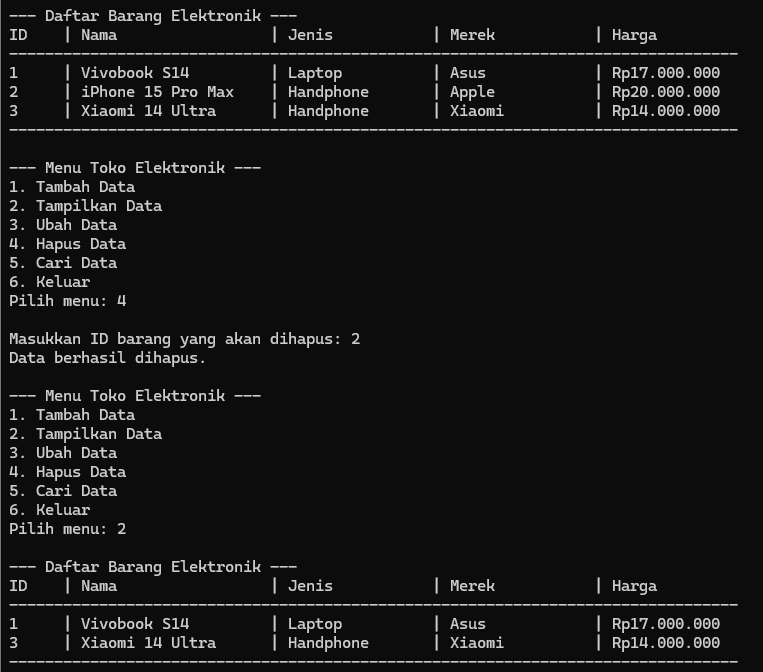 --- Daftar Barang Elektronik ---
ID    | Nama                 | Jenis           | Merek           | Harga
---------------------------------------------------------------------------------
1     | Vivobook S14         | Laptop          | Asus            | Rp17.000.000
2     | iPhone 15 Pro Max    | Handphone       | Apple           | Rp20.000.000
3     | Xiaomi 14 Ultra      | Handphone       | Xiaomi          | Rp14.000.000
---------------------------------------------------------------------------------

--- Menu Toko Elektronik ---
1. Tambah Data
2. Tampilkan Data
3. Ubah Data
4. Hapus Data
5. Cari Data
6. Keluar
Pilih menu: 4

Masukkan ID barang yang akan dihapus: 2
Data berhasil dihapus.

--- Menu Toko Elektronik ---
1. Tambah Data
2. Tampilkan Data
3. Ubah Data
4. Hapus Data
5. Cari Data
6. Keluar
Pilih menu: 2

--- Daftar Barang Elektronik ---
ID    | Nama                 | Jenis           | Merek           | Harga
---------------------------------------------------------------------------------
1     | Vivobook S14         | Laptop          | Asus            | Rp17.000.000
3     | Xiaomi 14 Ultra      | Handphone       | Xiaomi          | Rp14.000.000
---------------------------------------------------------------------------------